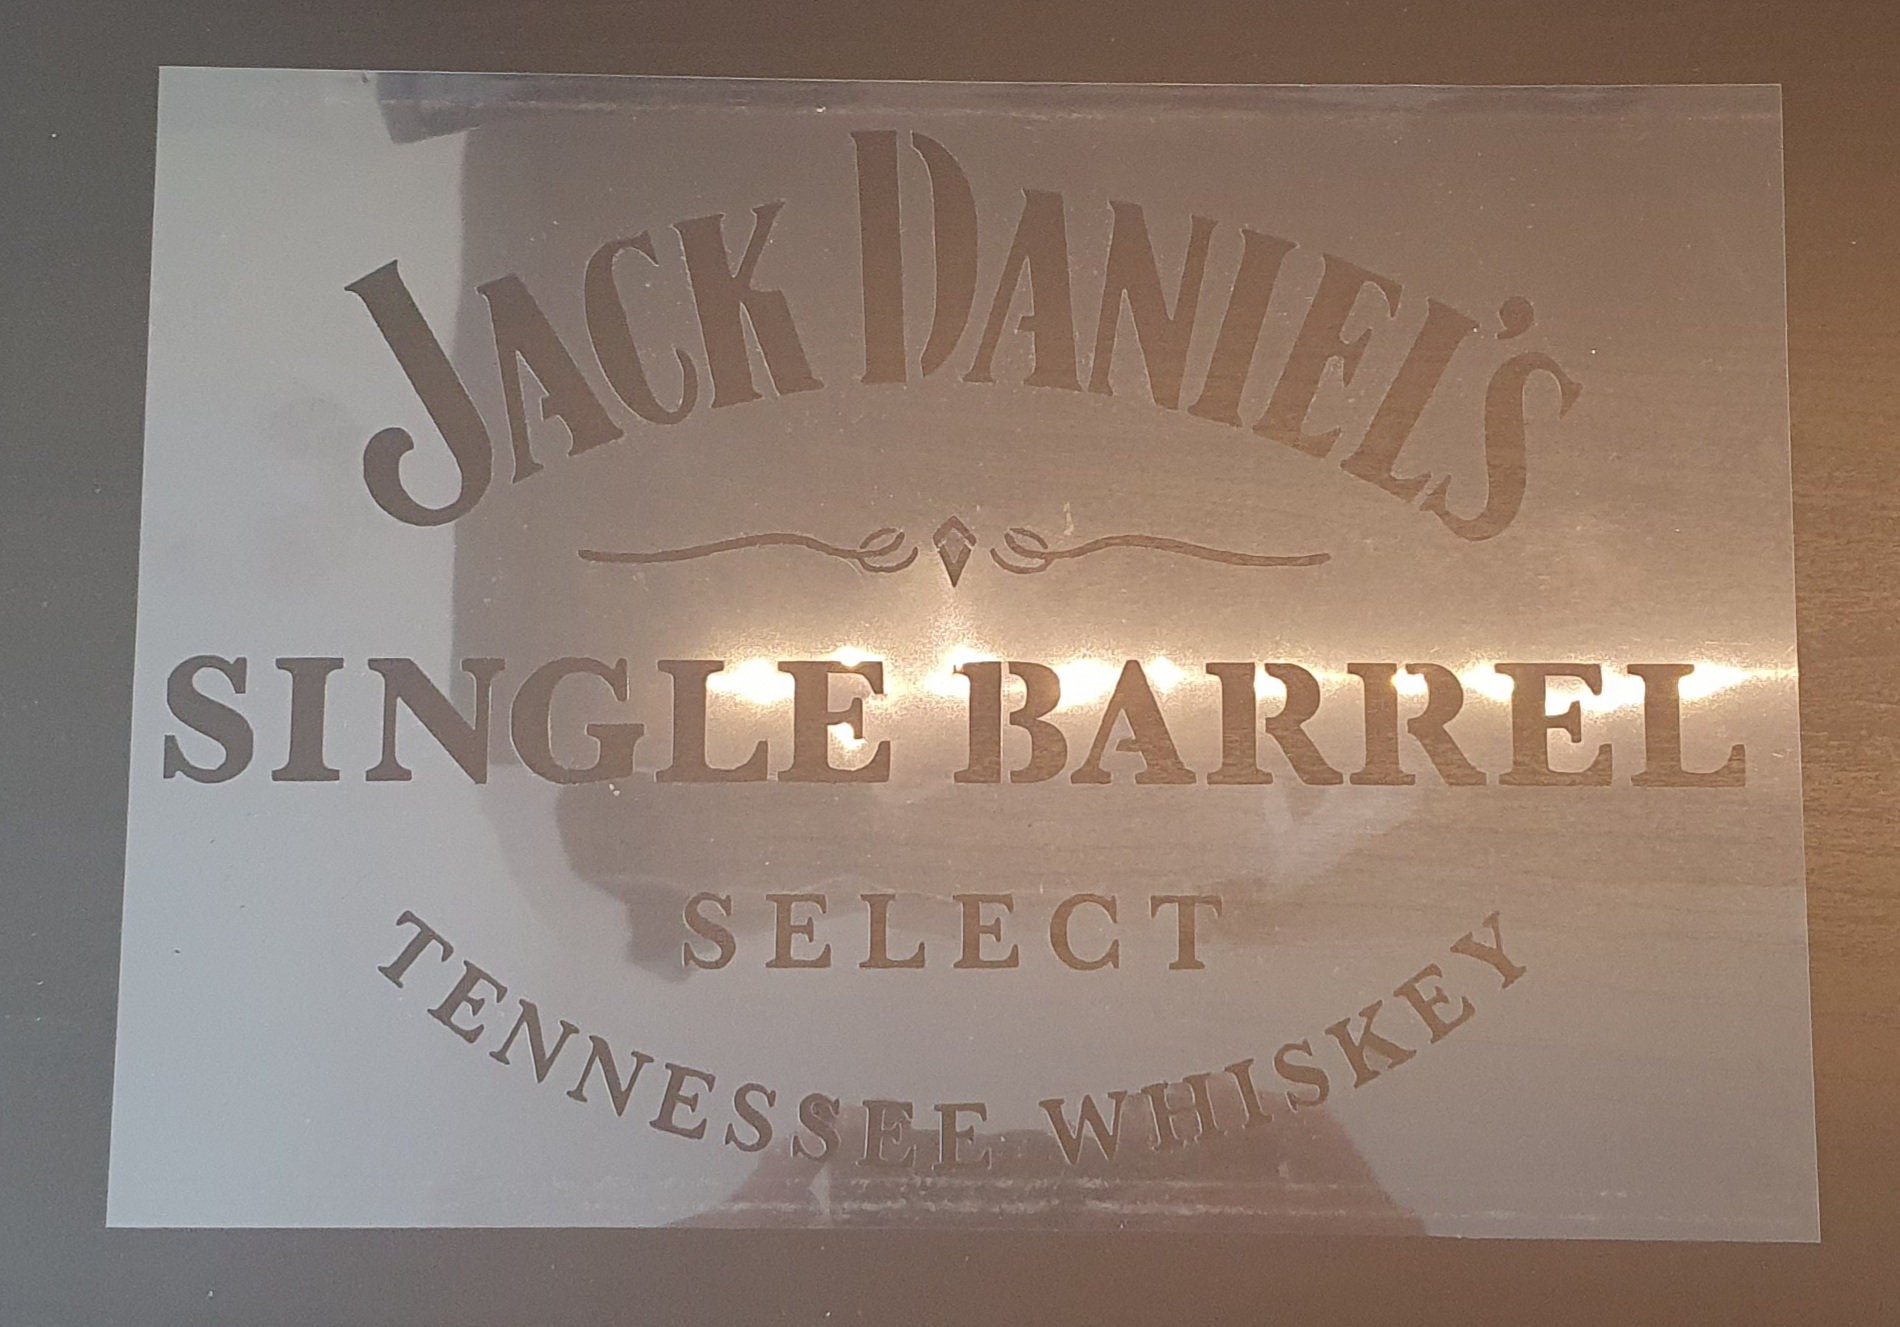 JACK DANIEL'S
SINGLE BARREL
SELECT
TENNESSEE WHISKEY